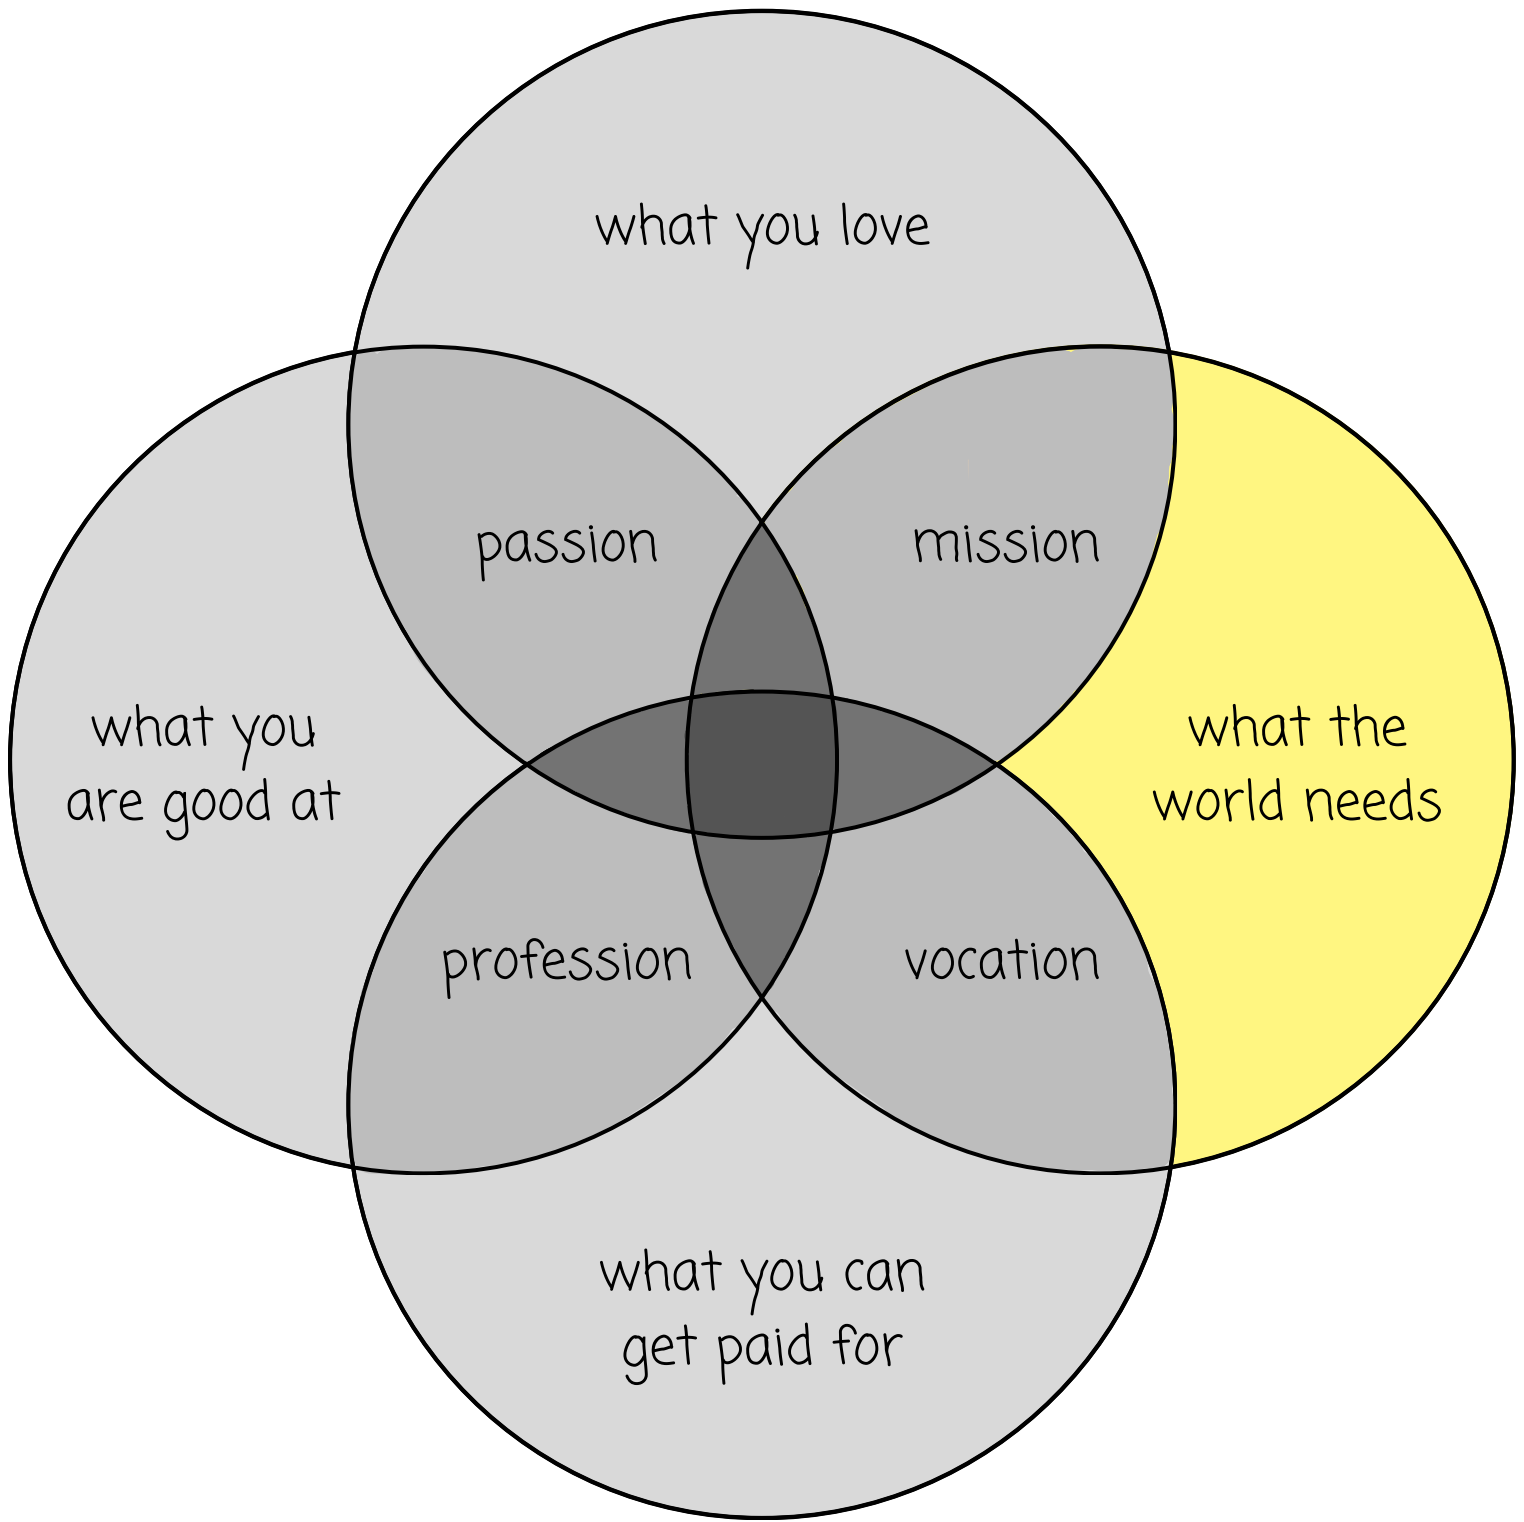 what you love
passion
mission
what you
are good at
what the
world needs
profession
vocation
what you can
get paid for